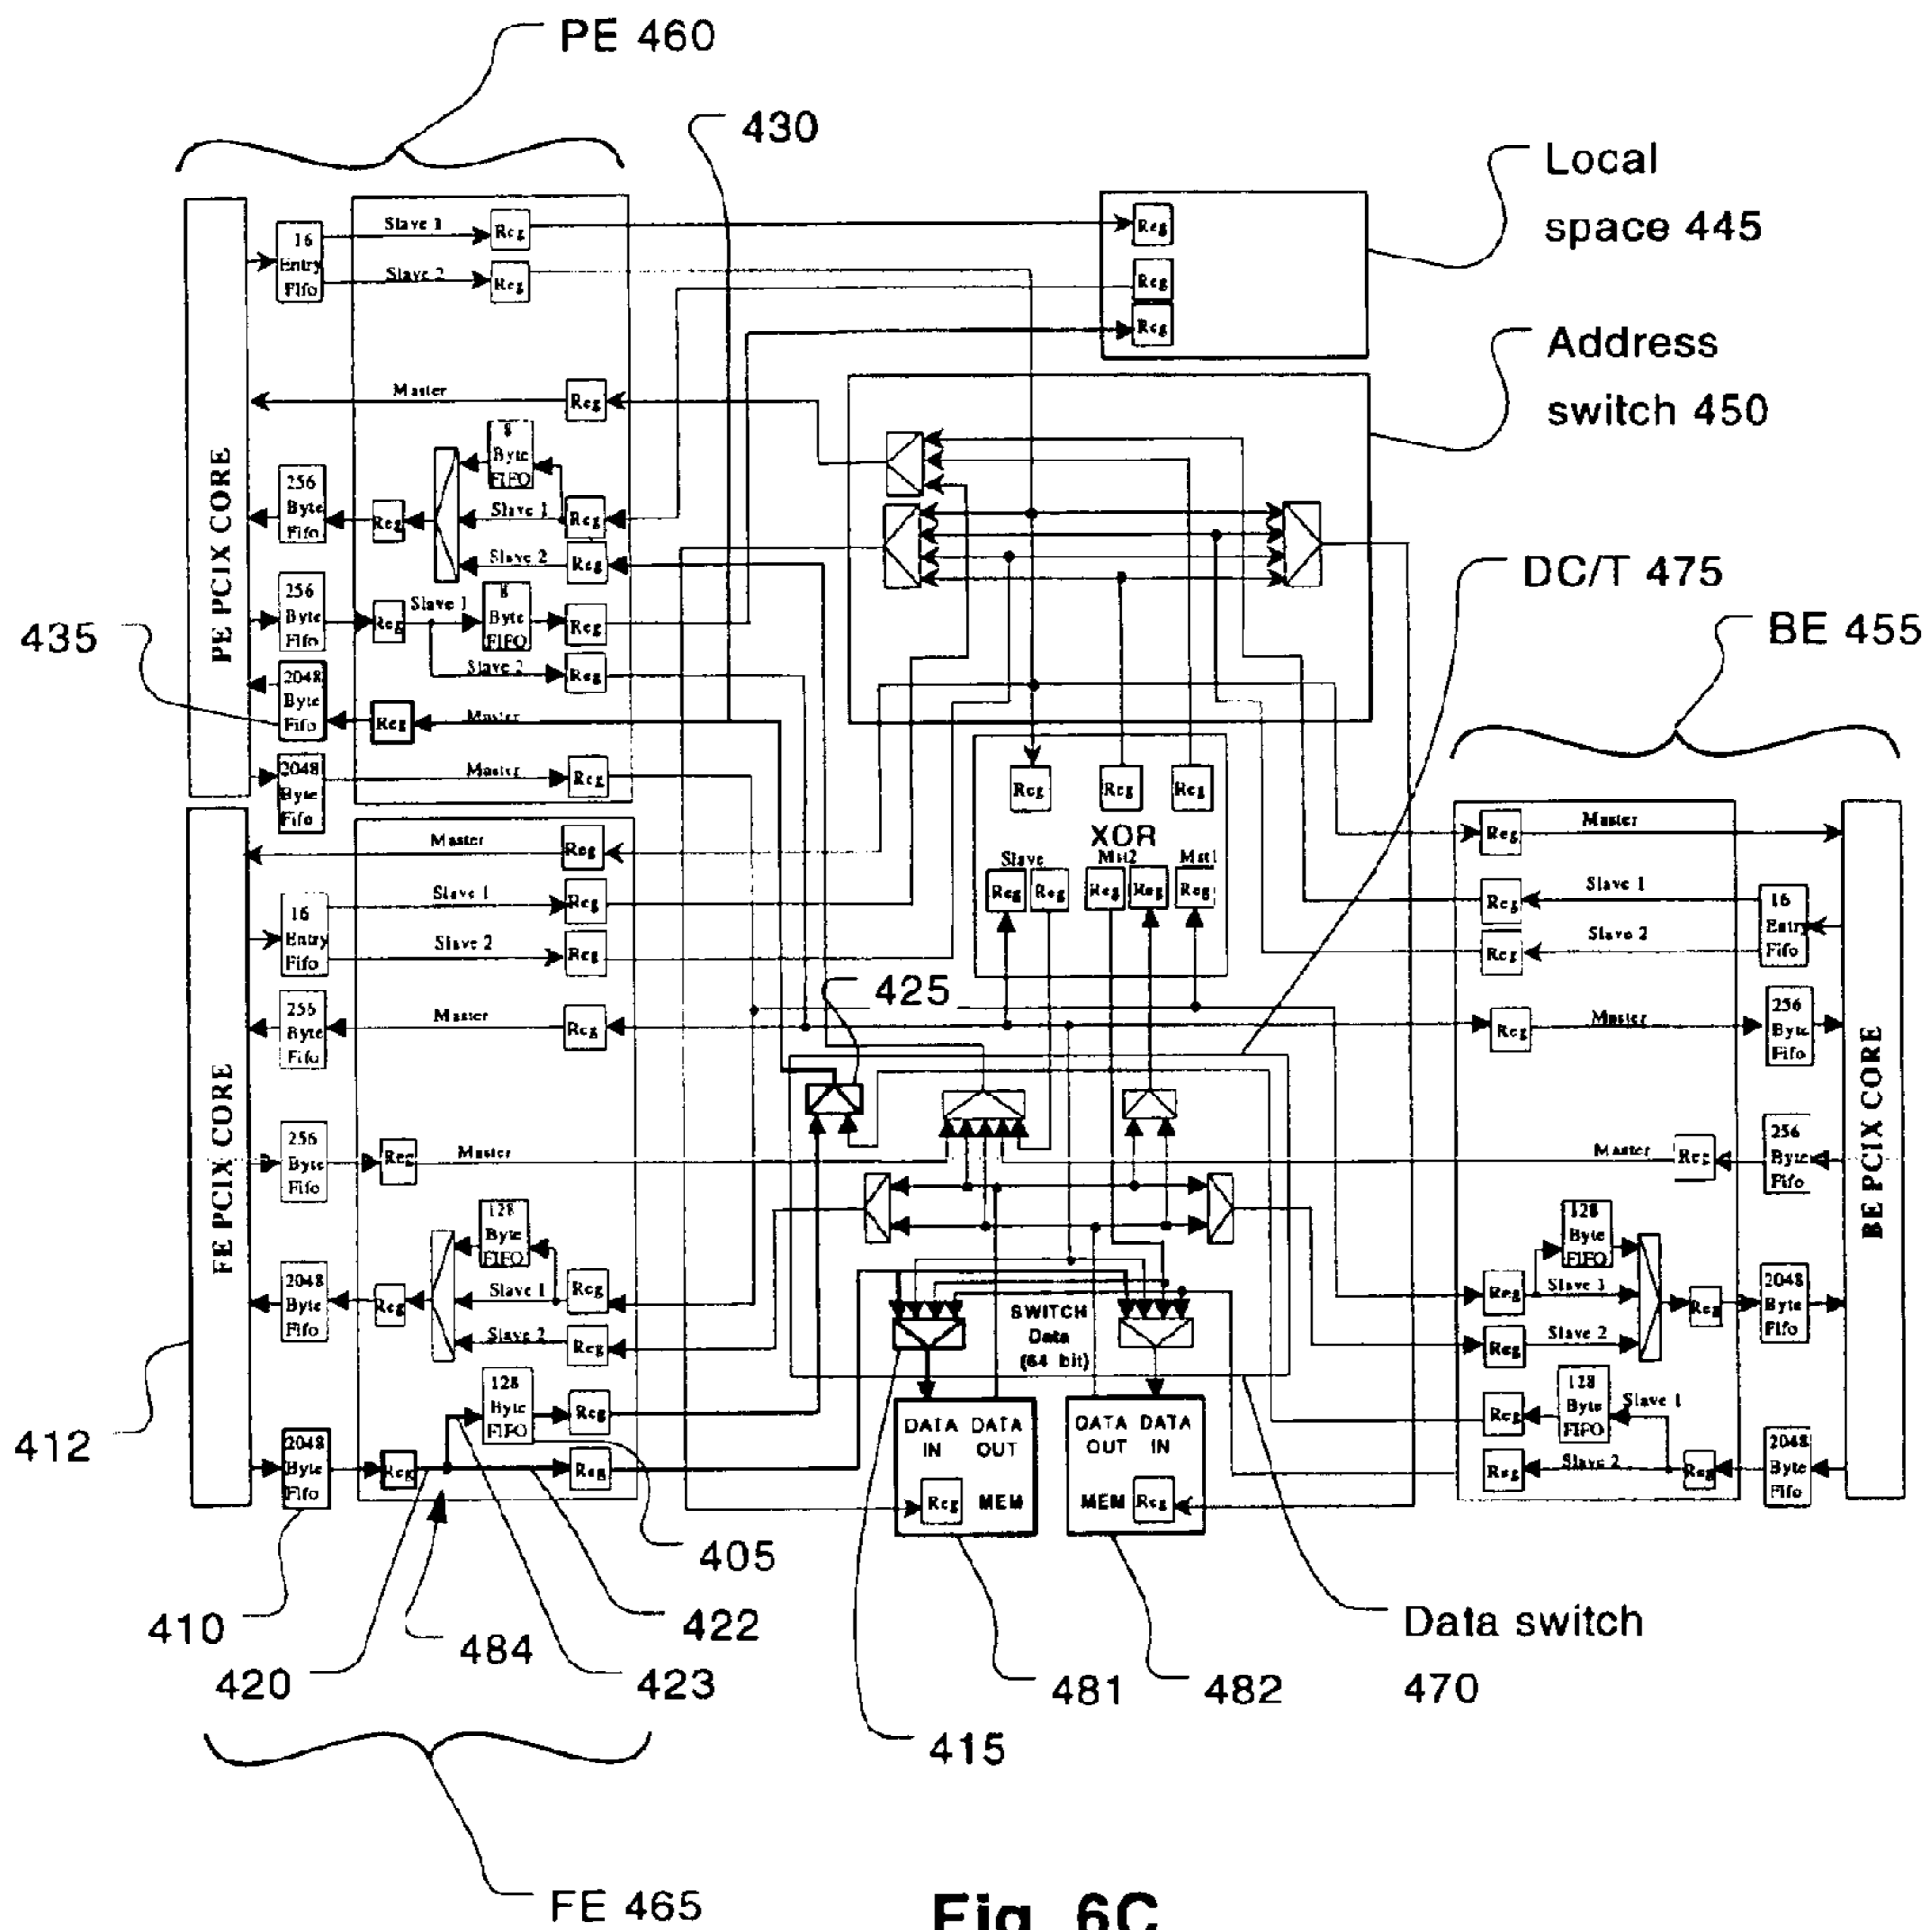 PE 460
430
Local
space 445
Address
switch 450
DC/T 475
BE 455
435
PE PCIX CORE
16
Entry
Fifo
Slave 1
Reg
Slave 2
Reg
Reg
Reg
Reg
Master
Reg
8
Byte
FIFO
256
Byte
Fifo
Reg
Slave 1
Reg
Slave 2
Reg
256
Byte
Fifo
Reg
Slave 1
8
Byte
FIFO
Reg
Slave 2
Reg
2048
Byte
Fifo
Reg
Master
2048
Byte
Fifo
Master
Reg
Reg
Reg
Reg
XOR
Slave
Mst2
Mst1
Reg
Reg
Reg
Reg
Reg
FE PCIX CORE
Master
Reg
16
Entry
Fifo
Slave 1
Reg
Slave 2
Reg
256
Byte
Fifo
Master
Reg
425
256
Byte
Fifo
Reg
Master
128
Byte
FIFO
2048
Byte
Fifo
Reg
Slave 1
Reg
Slave 2
Reg
128
Byte
FIFO
Reg
2048
Byte
Fifo
Reg
Reg
SWITCH
Data
(64 bit)
DATA
IN
DATA
OUT
Reg
MEM
DATA
OUT
DATA
IN
MEM
Reg
Reg
Master
Reg
Slave 1
16
Entry
Fifo
Reg
Slave 2
Reg
Master
256
Byte
Fifo
BE PCIX CORE
Master
Reg
256
Byte
Fifo
128
Byte
FIFO
Reg
Slave 1
Reg
2048
Byte
Fifo
Reg
Slave 2
Reg
128
Byte
FIFO
Slave 1
Reg
Slave 2
Reg
2048
Byte
Fifo
412
405
410
484
422
420
423
481
482
415
Data switch
470
FE 465
Fig. 6C